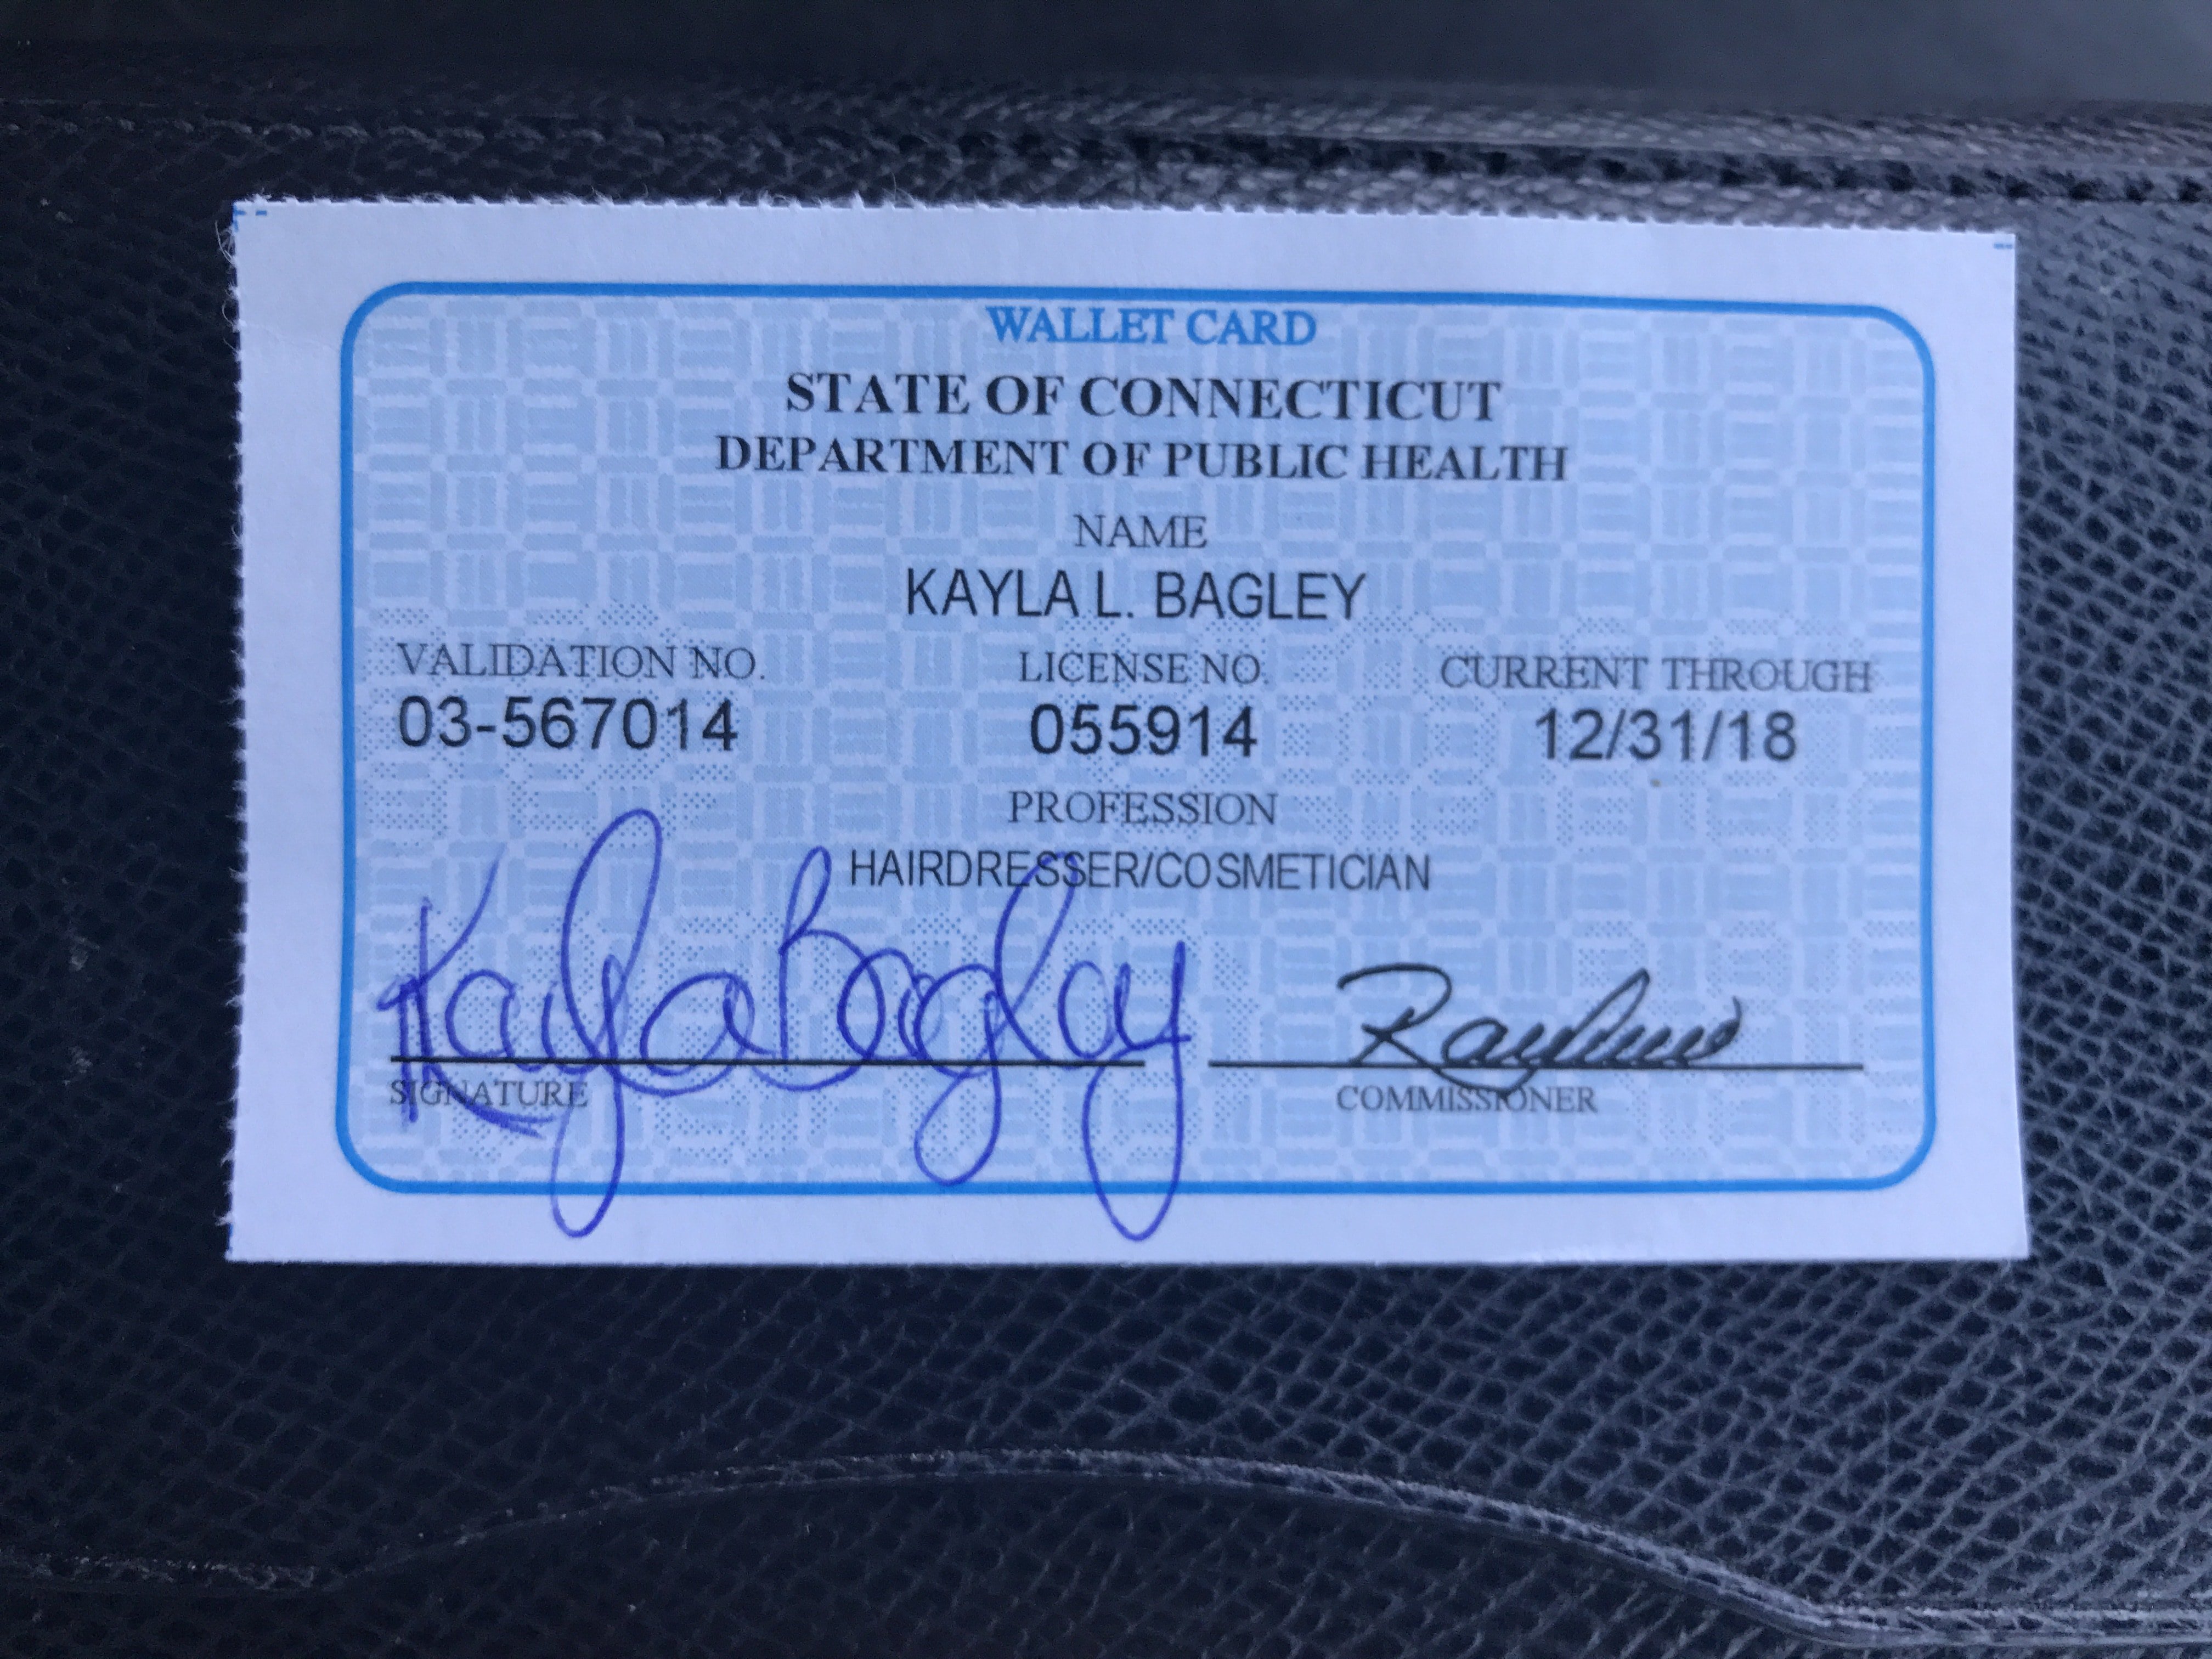 WALLET CARD
STATE OF CONNECTICUT
DEPARTMENT OF PUBLIC HEALTH
NAME
KAYLA L. BAGLEY
VALIDATION NO. LICENSE NO. CURRENT THROUGH
03-567014 055914 12/31/18
PROFESSION
HAIRDRESSER/COSMETICIAN
Kayla Bagley
SIGNATURE COMMISSIONER